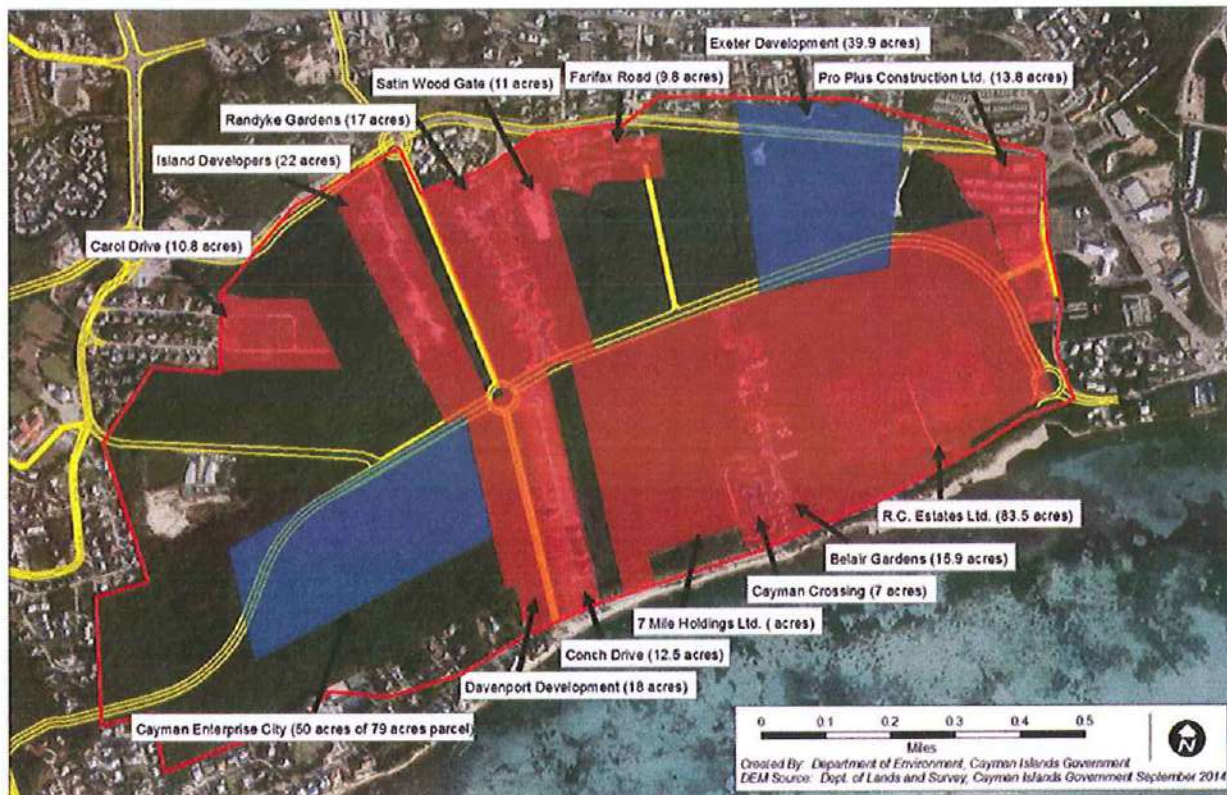 Exeter Development (39.9 acres)
Farifax Road (9.8 acres)
Satin Wood Gate (11 acres)
Pro Plus Construction Ltd. (13.8 acres)
Randyke Gardens (17 acres)
Island Developers (22 acres)
Carol Drive (10.8 acres)
R.C. Estates Ltd. (83.5 acres)
Belair Gardens (15.9 acres)
Cayman Crossing (7 acres)
7 Mile Holdings Ltd. ( acres)
Conch Drive (12.5 acres)
Davenport Development (18 acres)
Cayman Enterprise City (50 acres of 79 acres parcel)
0 0.1 0.2 0.3 0.4 0.5
Miles
N
Created By: Department of Environment, Cayman Islands Government
DEM Source: Dept. of Lands and Survey, Cayman Islands Government September 2014